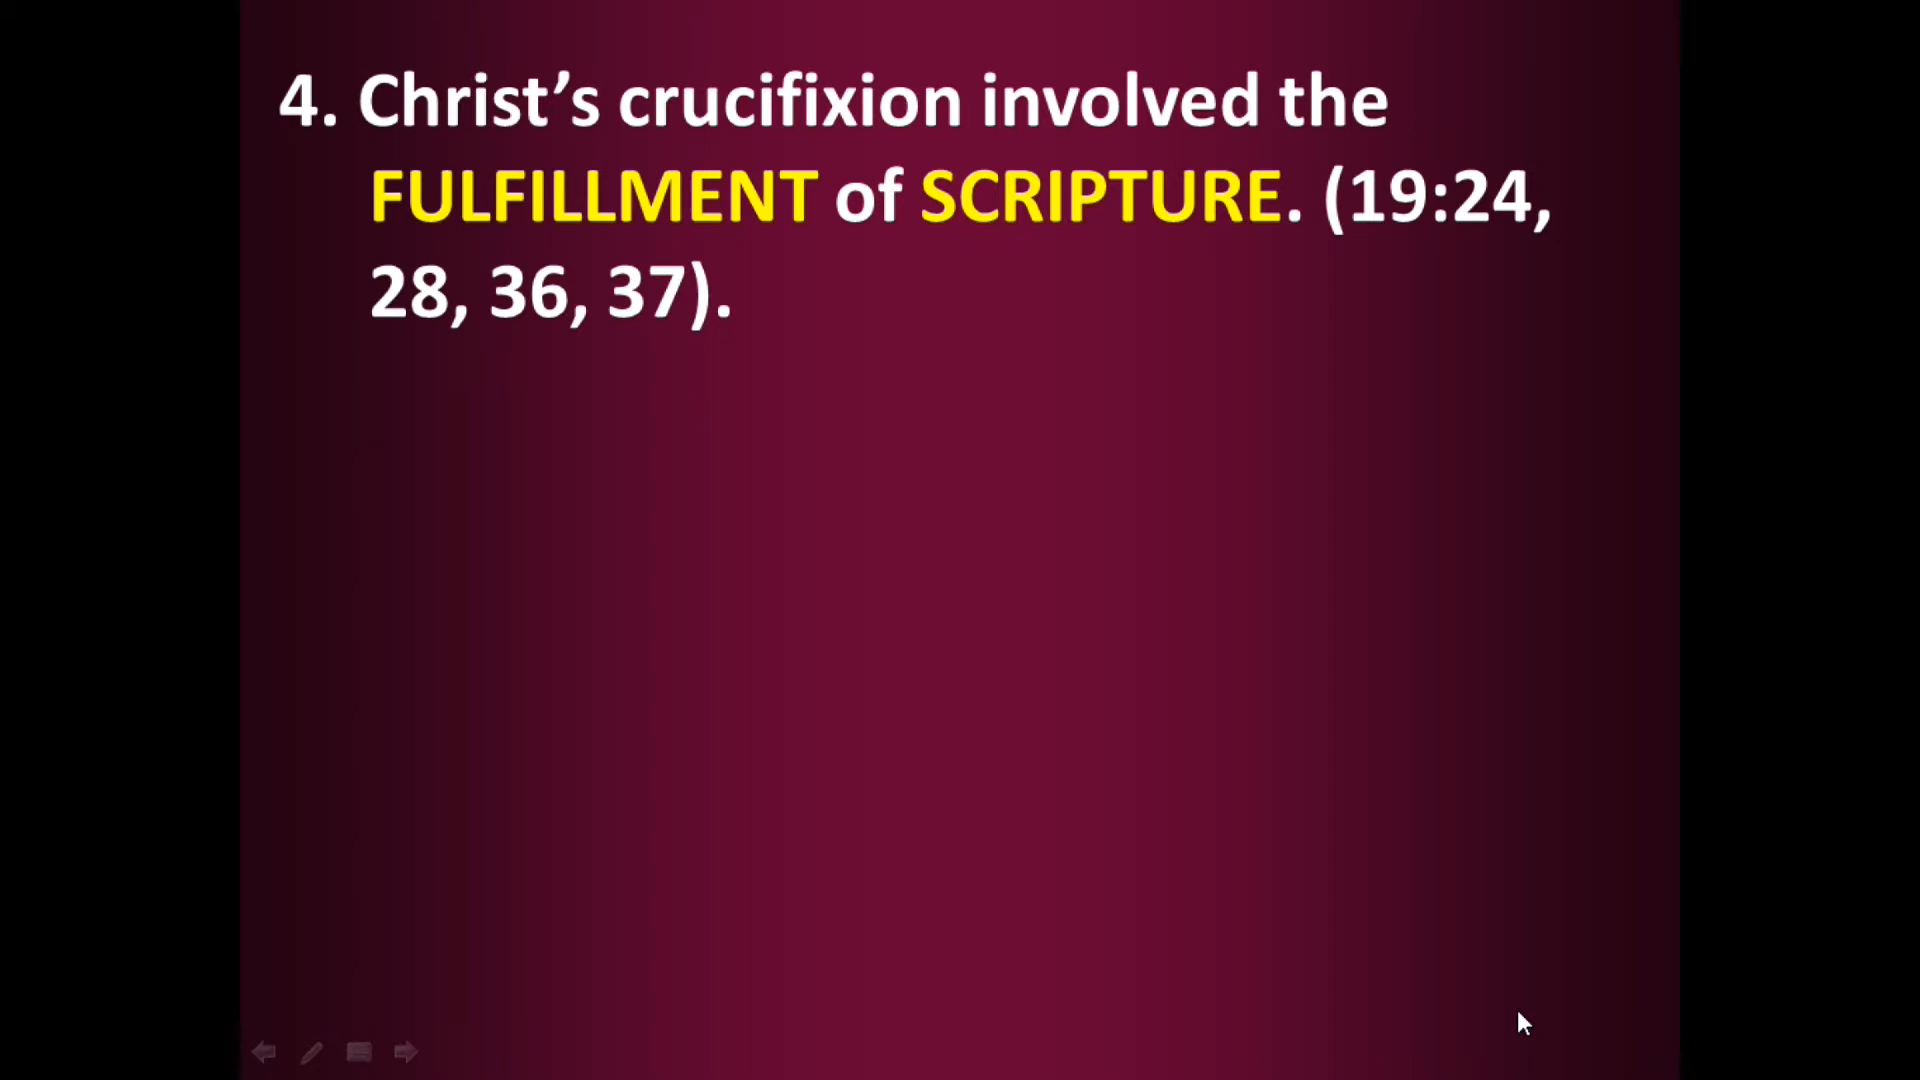 4. Christ’s crucifixion involved the
FULFILLMENT of SCRIPTURE. (19:24,
28, 36, 37).